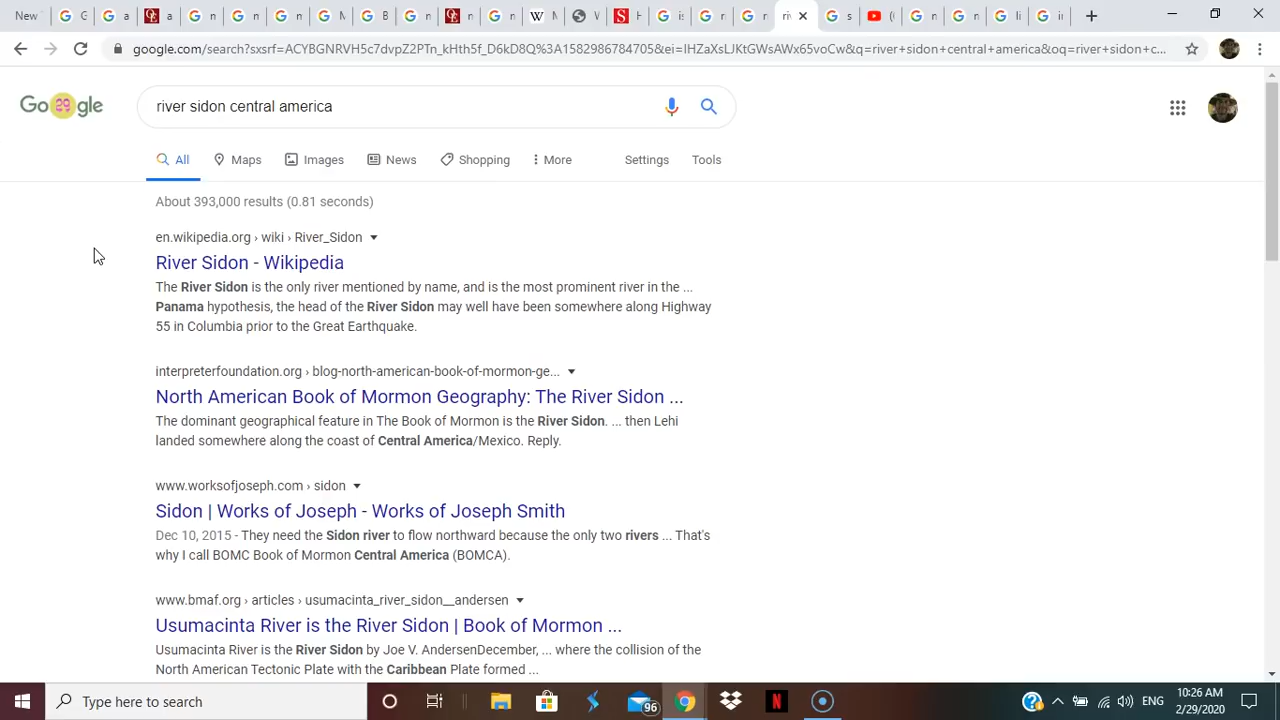 New G G a OE a G n G n G n G M G B G n OE n G n W M W S H G is G n G n riv G s ( G n G n G li G in
google.com/search?sxsrf=ACYBGNRVH5c7dvpZ2PTn_kHth5f_D6kD8Q%3A1582986784705&ei=IHZaXsLJKtGWsAWx65voCw&q=river+sidon+central+america&oq=river+sidon+c...
Go29gle
river sidon central america
All Maps Images News Shopping More Settings Tools
About 393,000 results (0.81 seconds)
en.wikipedia.org › wiki › River_Sidon
River Sidon - Wikipedia
The River Sidon is the only river mentioned by name, and is the most prominent river in the ...
Panama hypothesis, the head of the River Sidon may well have been somewhere along Highway
55 in Columbia prior to the Great Earthquake.
interpreterfoundation.org › blog-north-american-book-of-mormon-ge...
North American Book of Mormon Geography: The River Sidon ...
The dominant geographical feature in The Book of Mormon is the River Sidon. ... then Lehi
landed somewhere along the coast of Central America/Mexico. Reply.
www.worksofjoseph.com › sidon
Sidon | Works of Joseph - Works of Joseph Smith
Dec 10, 2015 - They need the Sidon river to flow northward because the only two rivers ... That's
why I call BOMC Book of Mormon Central America (BOMCA).
www.bmaf.org › articles › usumacinta_river_sidon__andersen
Usumacinta River is the River Sidon | Book of Mormon ...
Usumacinta River is the River Sidon by Joe V. AndersenDecember, ... where the collision of the
North American Tectonic Plate with the Caribbean Plate formed ...
Type here to search 96 N ENG 10:26 AM
2/29/2020